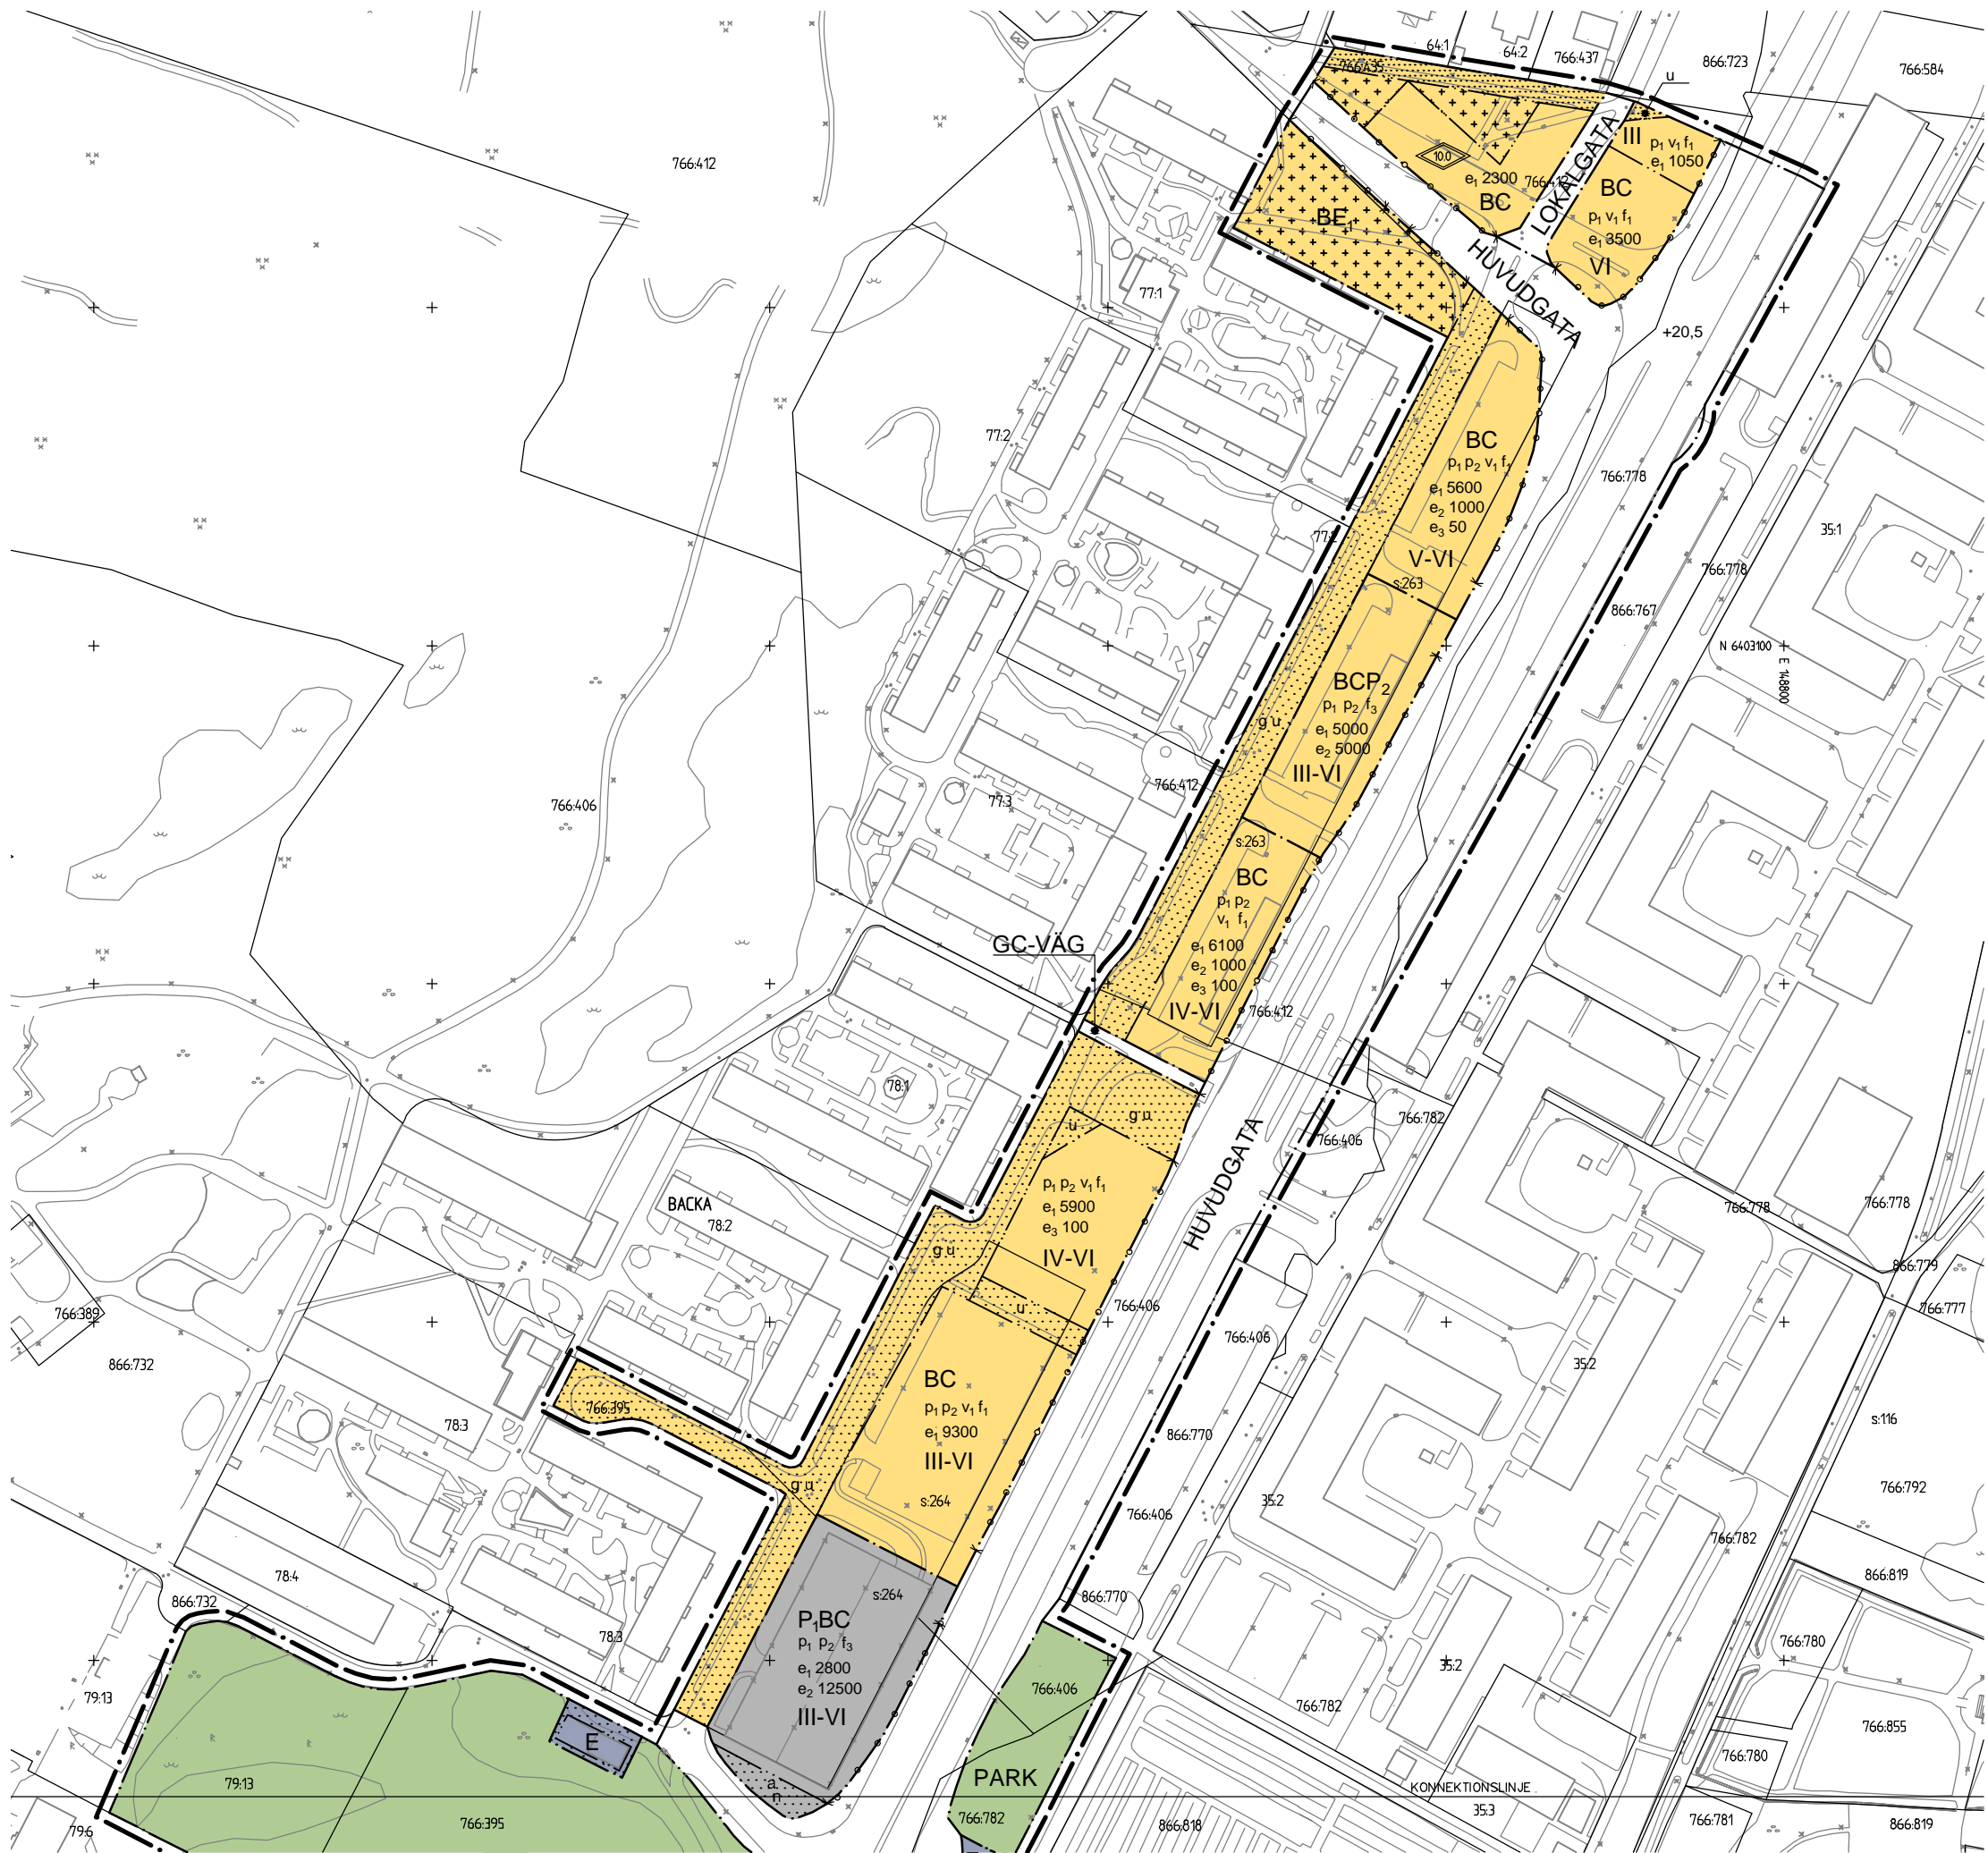 64:1
64:2
766:437
866:723
766:584
766:435
u
766:412
III
p1 v1 f1
e1 1050
10.0
e1 2300
766:412
BC
LOKALGATA
BC
p1 v1 f1
e1 3500
VI
BE1
HUVUDGATA
77:1
+20,5
77:2
BC
p1 p2 v1 f1
e1 5600
e2 1000
e3 50
V-VI
s:263
766:778
35:1
77:2
766:778
866:767
N 6403100
E 148800
BCP2
p1 p2 f3
e1 5000
e2 5000
III-VI
g u
766:412
766:406
77:3
s:263
BC
p1 p2
v1 f1
e1 6100
e2 1000
e3 100
IV-VI
GC-VÄG
766:412
78:1
g u
u
766:782
766:406
HUVUDGATA
p1 p2 v1 f1
e1 5900
e3 100
IV-VI
BACKA
78:2
g u
766:778
766:778
866:779
766:777
766:389
766:406
u
766:406
866:732
35:2
BC
p1 p2 v1 f1
e1 9300
III-VI
766:395
78:3
s:116
866:770
g u
s:264
35:2
766:406
766:792
766:782
78:4
s:264
866:770
866:819
866:732
P1BC
p1 p2 f3
e1 2800
e2 12500
III-VI
78:3
766:780
35:2
79:13
766:406
766:782
766:855
E
766:780
PARK
a
n
79:13
KONNEKTIONSLINJE
35:3
766:395
766:782
866:818
766:781
866:819
79:6